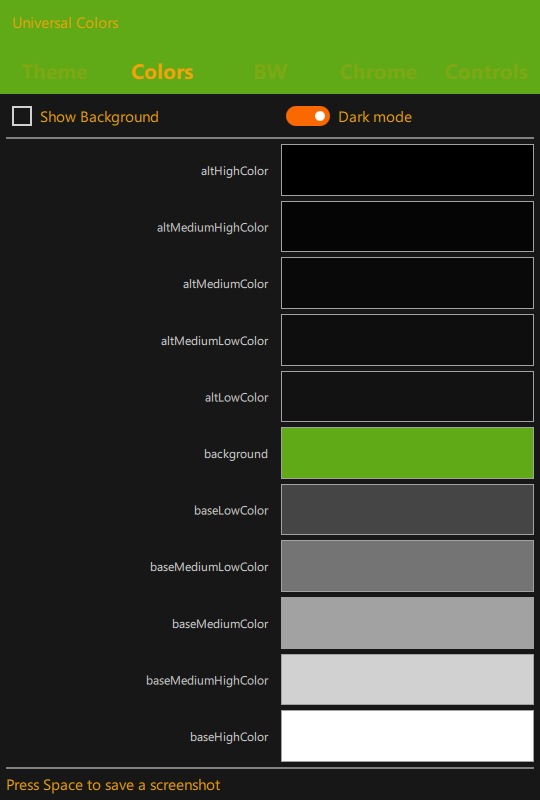 Universal Colors
Theme Colors BW Chrome Controls
Show Background Dark mode
altHighColor
altMediumHighColor
altMediumColor
altMediumLowColor
altLowColor
background
baseLowColor
baseMediumLowColor
baseMediumColor
baseMediumHighColor
baseHighColor
Press Space to save a screenshot